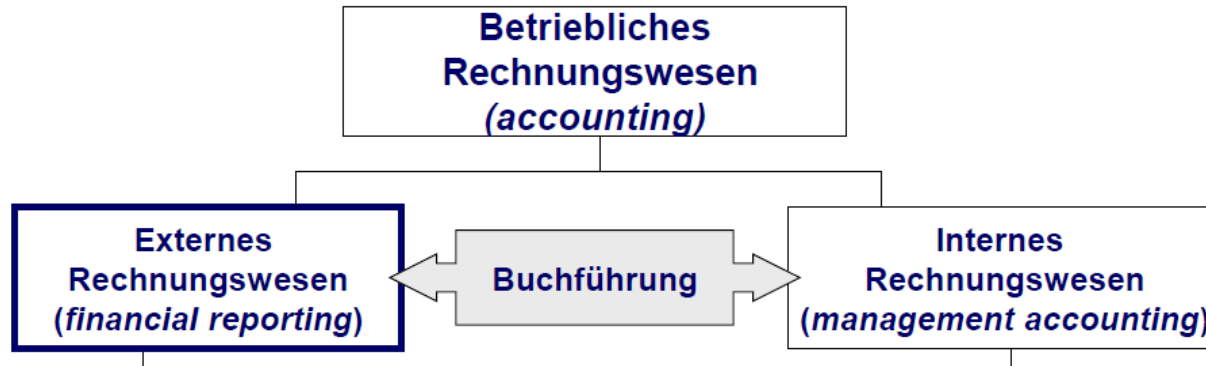 Betriebliches
Rechnungswesen
(accounting)
Externes
Rechnungswesen
(financial reporting)
Buchführung
Internes
Rechnungswesen
(management accounting)